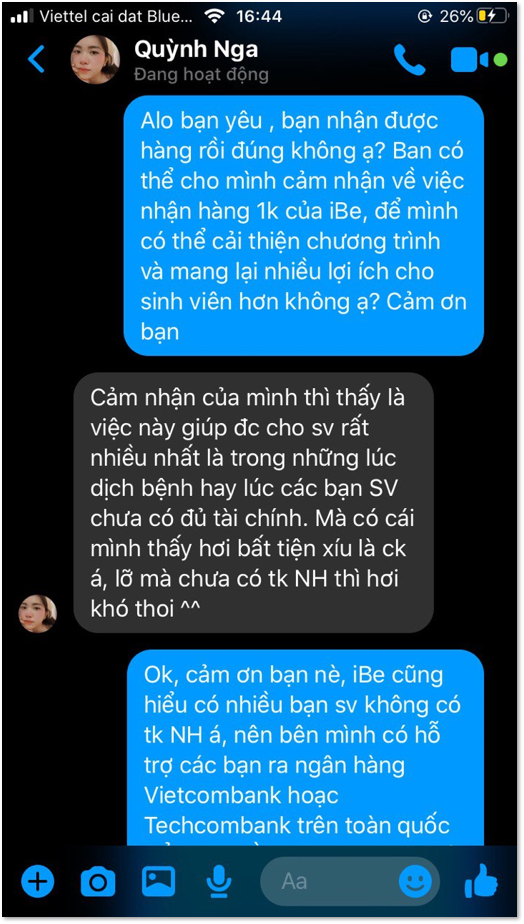 Viettel cai dat Blue... 16:44 26%
Quỳnh Nga
Đang hoạt động
Alo bạn yêu , bạn nhận được
hàng rồi đúng không ạ? Ban có
thể cho mình cảm nhận về việc
nhận hàng 1k của iBe, để mình
có thể cải thiện chương trình
và mang lại nhiều lợi ích cho
sinh viên hơn không ạ? Cảm ơn
bạn
Cảm nhận của mình thì thấy là
việc này giúp đc cho sv rất
nhiều nhất là trong những lúc
dịch bệnh hay lúc các bạn SV
chưa có đủ tài chính. Mà có cái
mình thấy hơi bất tiện xíu là ck
á, lỡ mà chưa có tk NH thì hơi
khó thoi ^^
Ok, cảm ơn bạn nè, iBe cũng
hiểu có nhiều bạn sv không có
tk NH á, nên bên mình có hỗ
trợ các bạn ra ngân hàng
Vietcombank hoạc
Techcombank trên toàn quốc
Aa